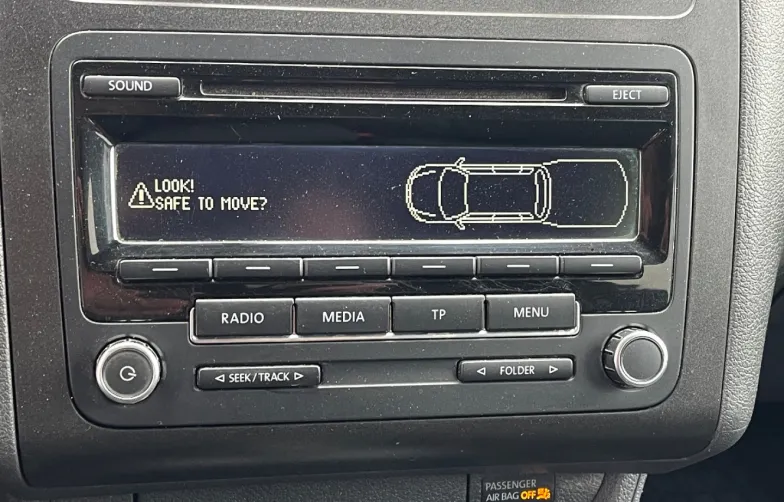 SOUND
EJECT
LOOK!
SAFE TO MOVE?
RADIO
MEDIA
TP
MENU
SEEK/TRACK
FOLDER
PASSENGER
AIR BAG OFF